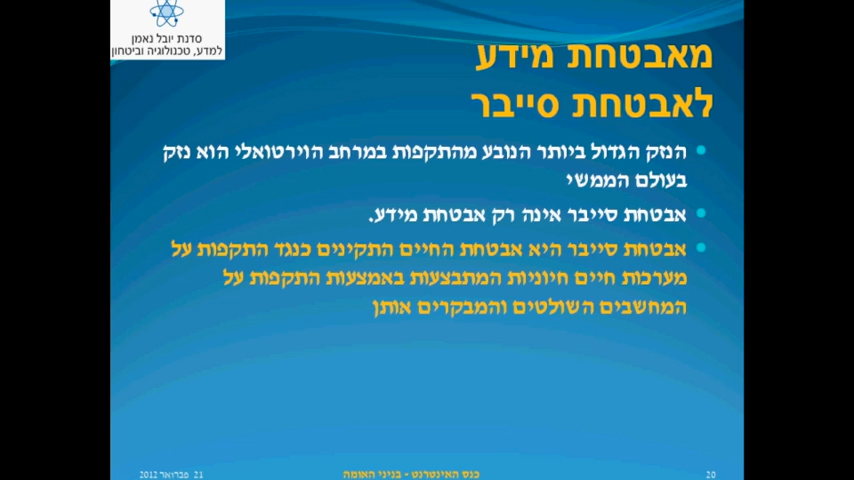 סדנת יובל נאמן
למדע, טכנולוגיה וביטחון
מאבטחת מידע
לאבטחת סייבר
הנזק הגדול ביותר הנובע מהתקפות במרחב הוירטואלי הוא נזק
בעולם הממשי
אבטחת סייבר אינה רק אבטחת מידע.
אבטחת סייבר היא אבטחת החיים התקינים כנגד התקפות על
מערכות חיים חיוניות המתבצעות באמצעות התקפות על
המחשבים השולטים והמבקרים אותן
20
כנס האינטרנט - בניני האומה
21 פברואר 2012